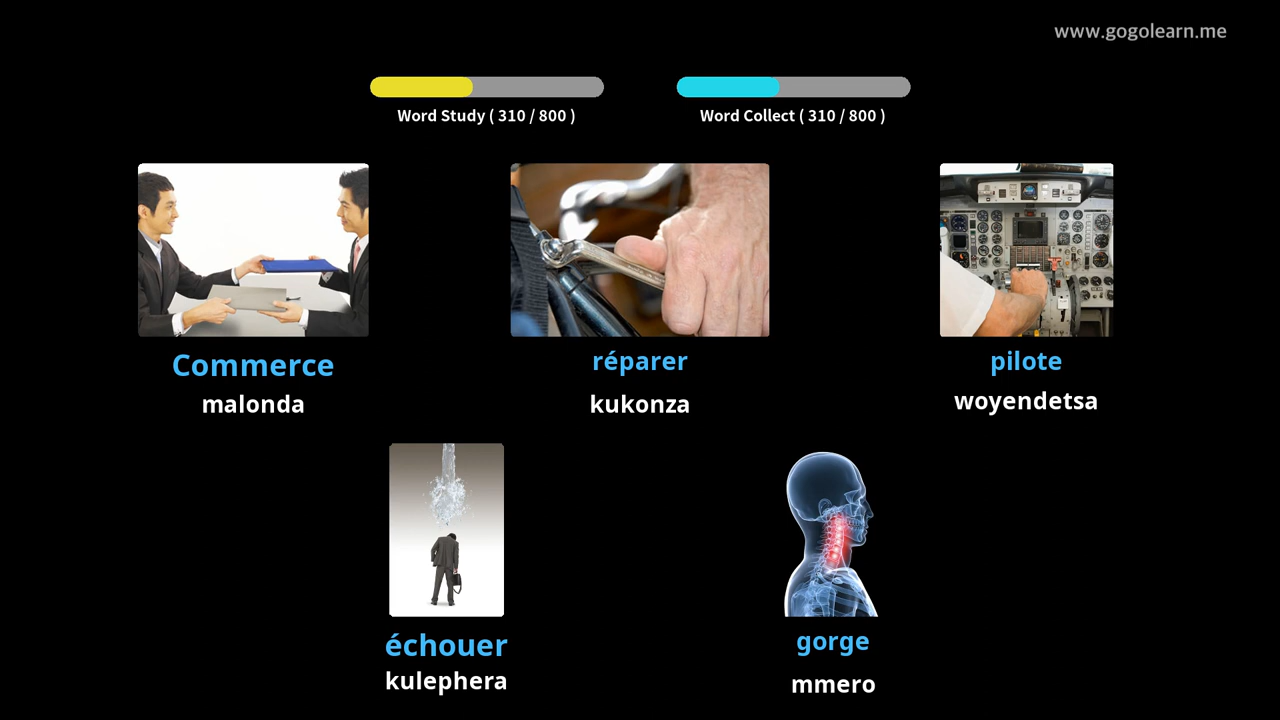 www.gogolearn.me
Word Study ( 310 / 800 )
Word Collect ( 310 / 800 )
Commerce
malonda
réparer
kukonza
pilote
woyendetsa
échouer
kulephera
gorge
mmero